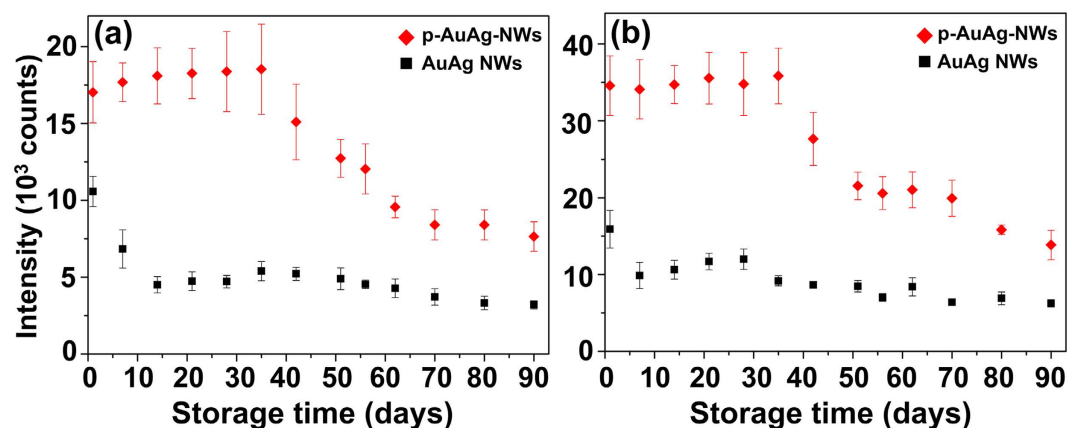 (a)
p-AuAg-NWs
AuAg NWs
Intensity (10³ counts)
20
15
10
5
0
0 10 20 30 40 50 60 70 80 90
Storage time (days)
(b)
p-AuAg-NWs
AuAg NWs
40
30
20
10
0
0 10 20 30 40 50 60 70 80 90
Storage time (days)